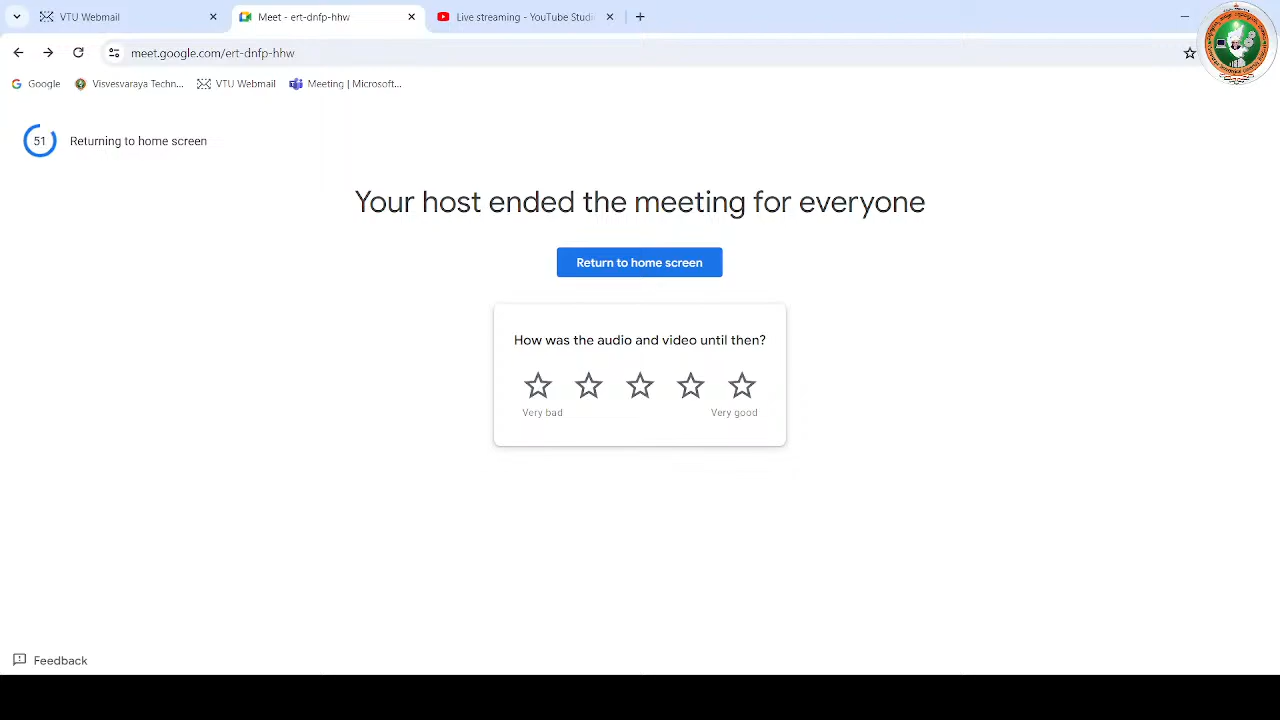 VTU Webmail
Meet - ert-dnfp-hhw
Live streaming - YouTube Studi
meet.google.com/ert-dnfp-hhw
Google
Visvesvaraya Techn...
VTU Webmail
Meeting | Microsoft...
51
Returning to home screen
Your host ended the meeting for everyone
Return to home screen
How was the audio and video until then?
Very bad
Very good
Feedback